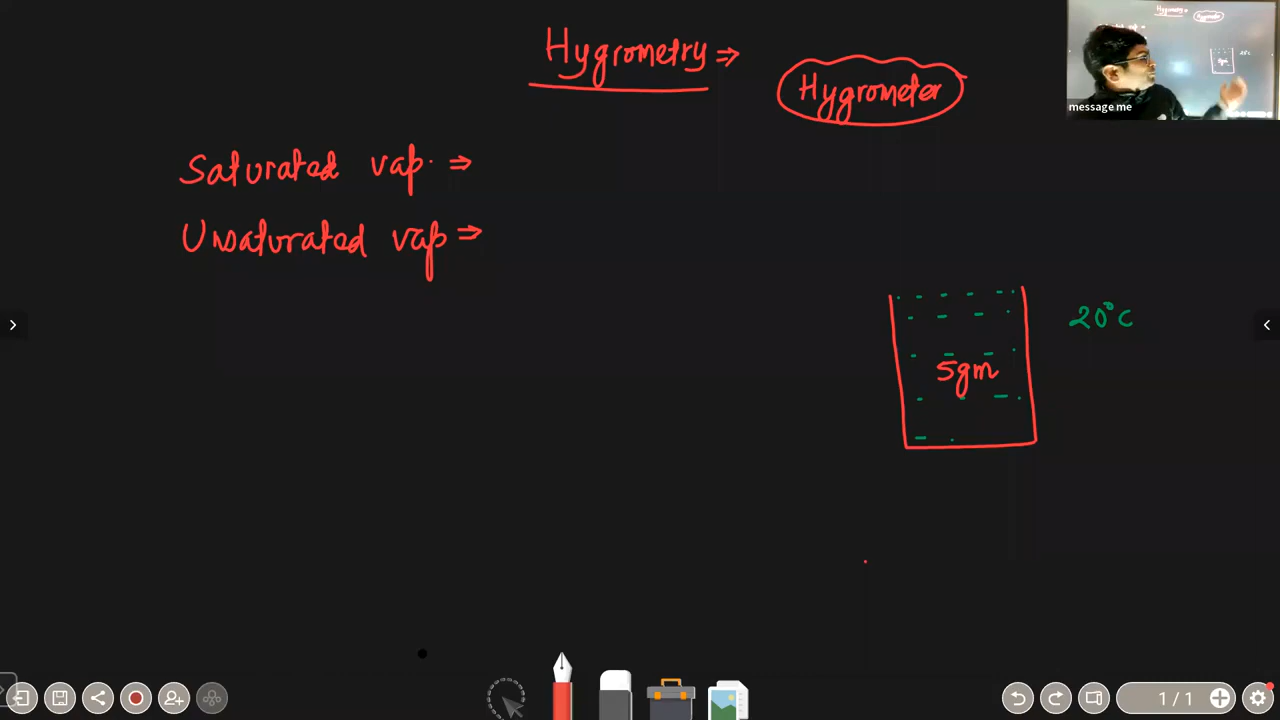 Hygrometry ⇒
Hygrometer
message me
Saturated vap. ⇒
Unsaturated vap ⇒
20°C
5gm
1/1